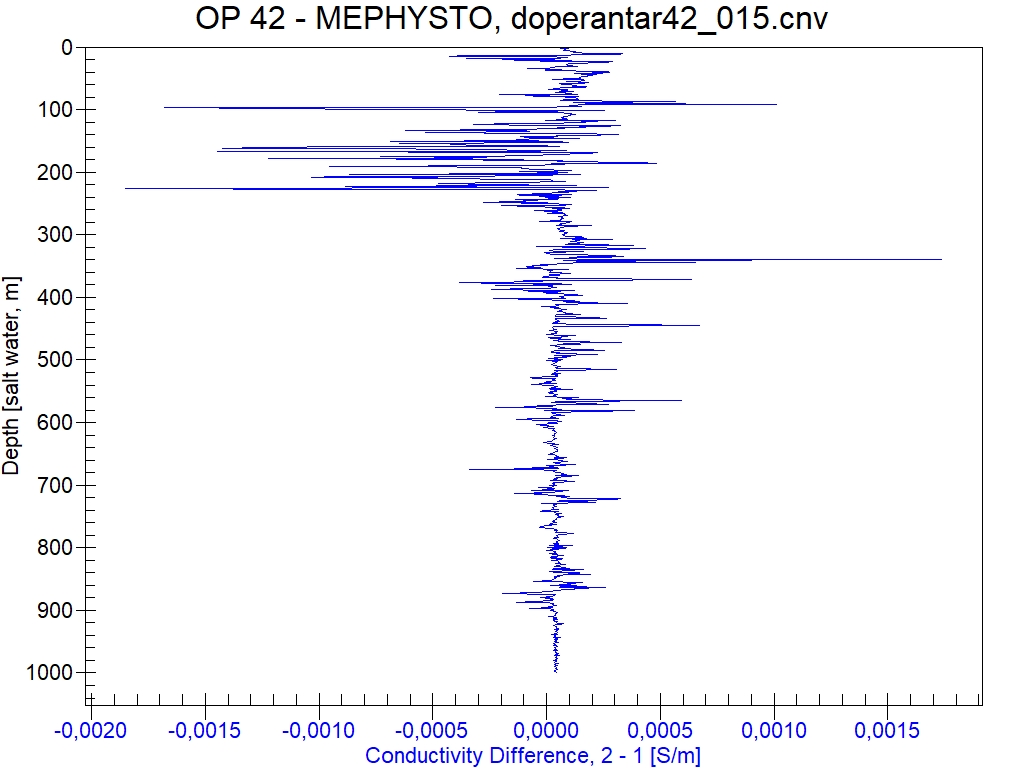 OP 42 - MEPHYSTO, doperantar42_015.cnv
0
100
200
300
400
500
600
700
800
900
1000
Depth [salt water, m]
-0,0020 -0,0015 -0,0010 -0,0005 0,0000 0,0005 0,0010 0,0015
Conductivity Difference, 2 - 1 [S/m]